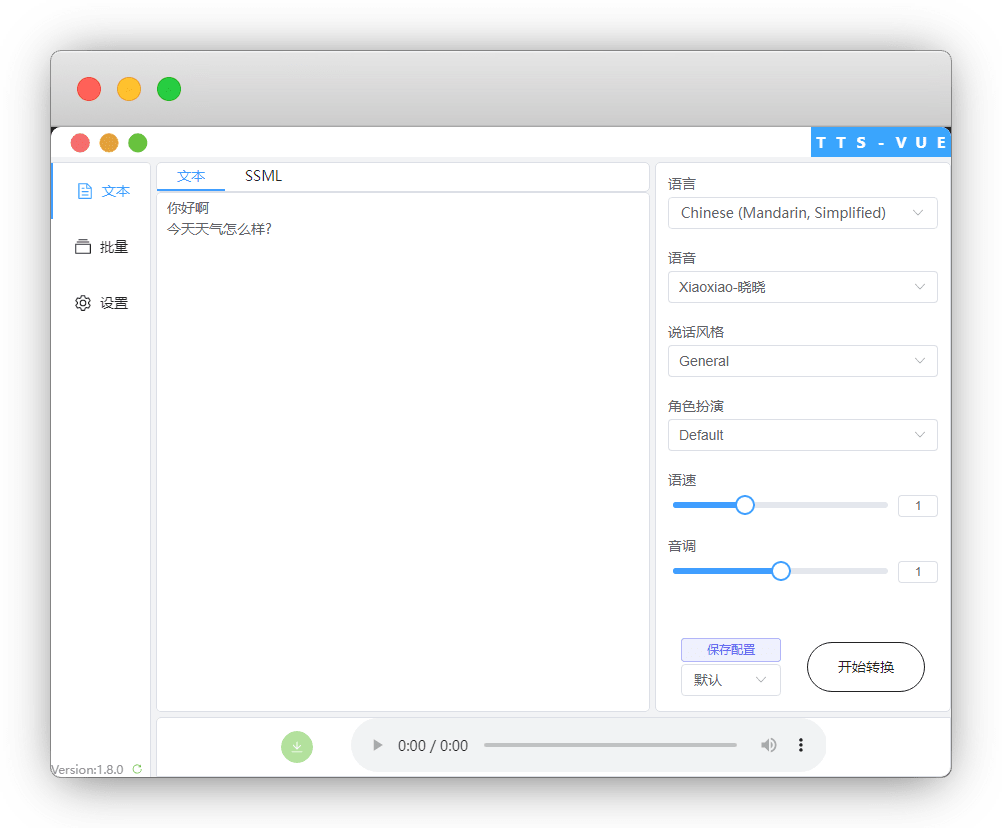 TTS-VUE
文本
批量
设置
Version:1.8.0
文本 SSML
你好啊
今天天气怎么样?
语言
Chinese (Mandarin, Simplified)
语音
Xiaoxiao-晓晓
说话风格
General
角色扮演
Default
语速
1
音调
1
保存配置
默认
开始转换
0:00 / 0:00